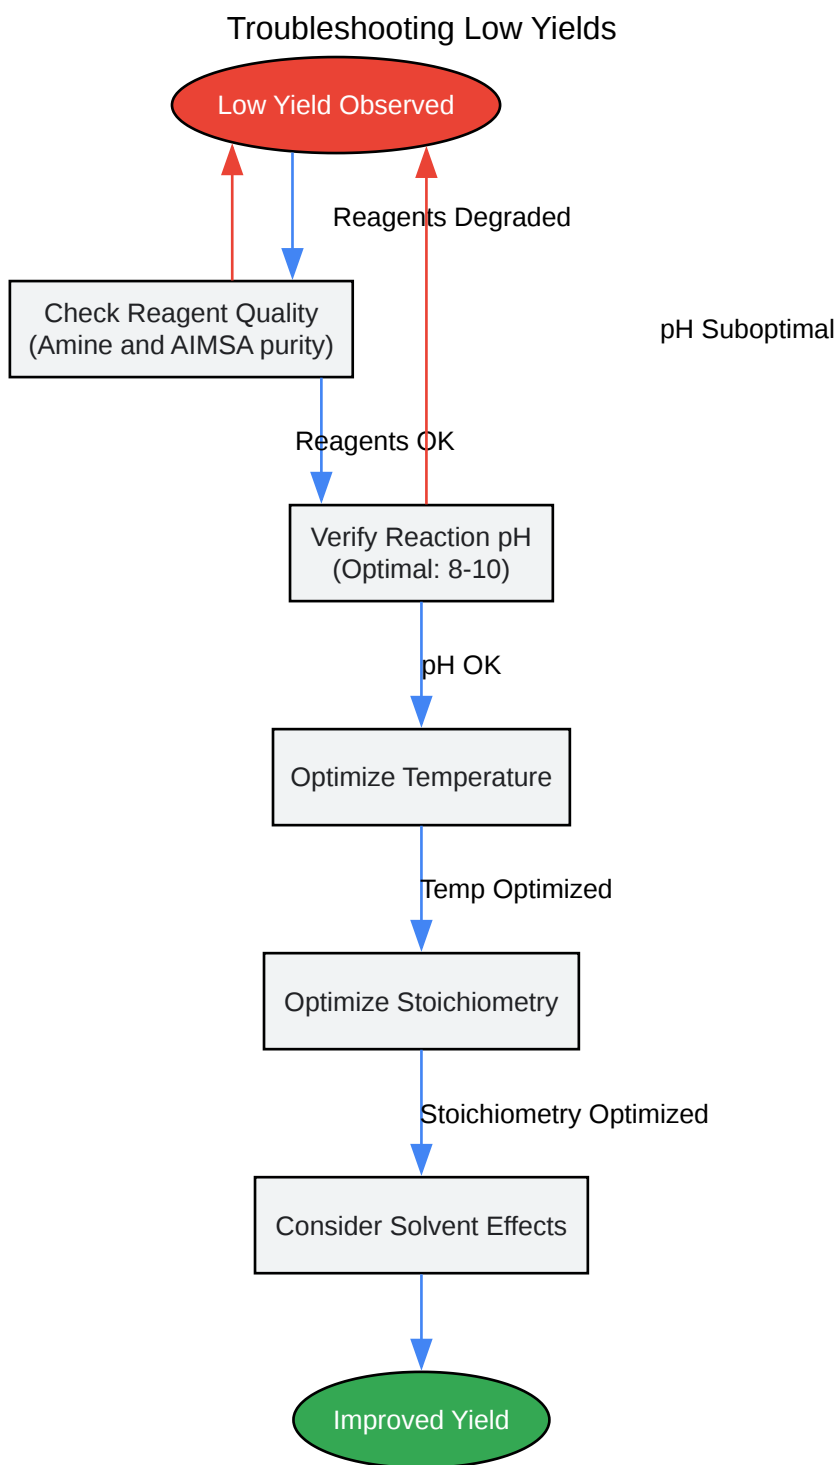 Troubleshooting Low Yields
Low Yield Observed
Reagents Degraded
Check Reagent Quality
(Amine and AIMSA purity)
pH Suboptimal
Reagents OK
Verify Reaction pH
(Optimal: 8-10)
pH OK
Optimize Temperature
Temp Optimized
Optimize Stoichiometry
Stoichiometry Optimized
Consider Solvent Effects
Improved Yield